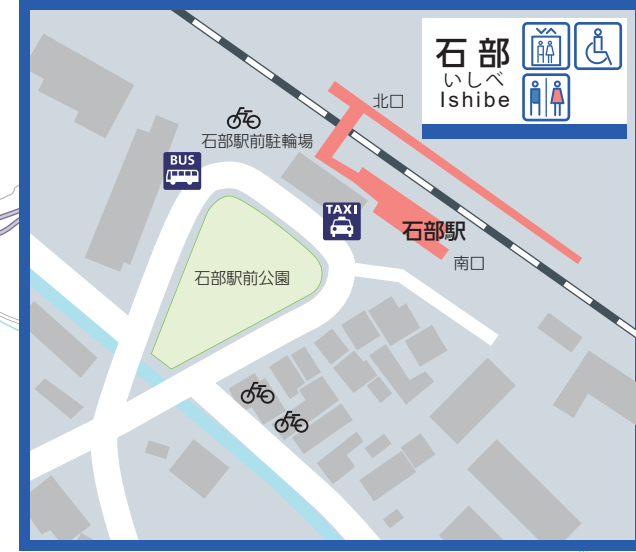 石部
いしべ
Ishibe
北口
石部駅前駐輪場
BUS
TAXI
石部駅
南口
石部駅前公園